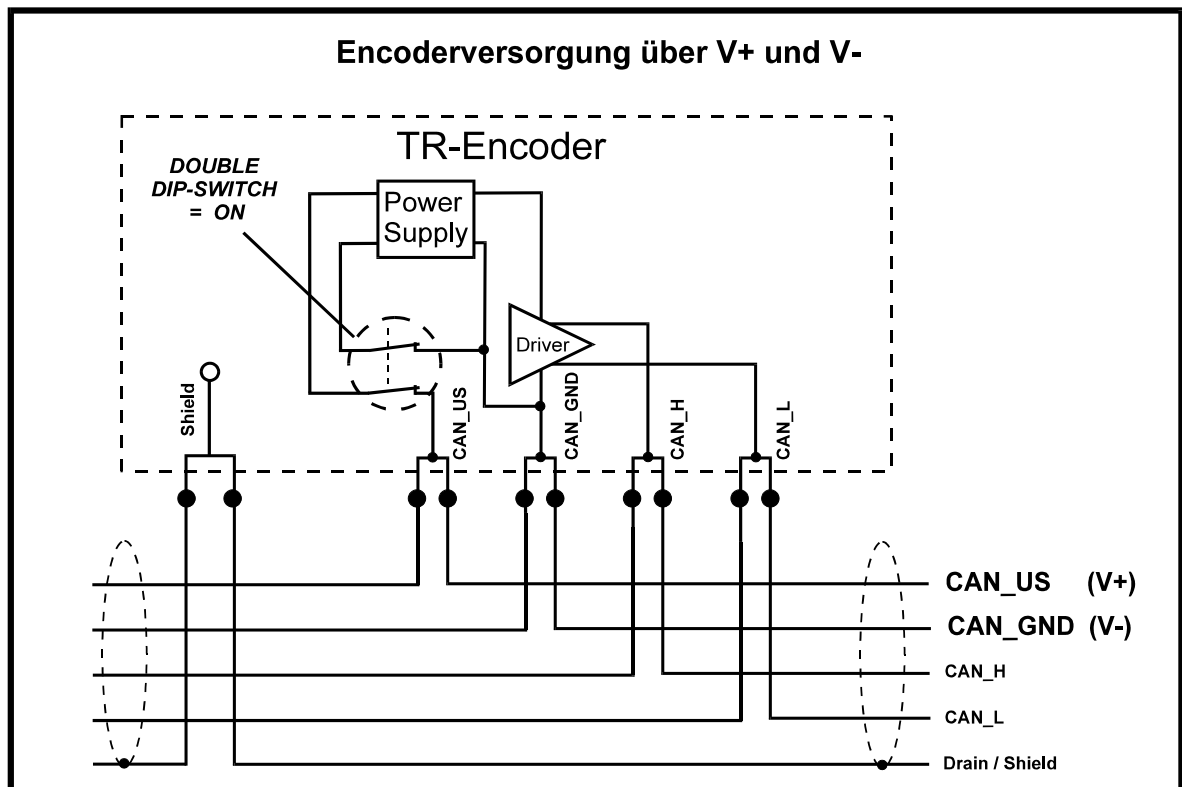 Encoderversorgung über V+ und V-
TR-Encoder
DOUBLE
DIP-SWITCH
= ON
Power
Supply
Driver
Shield
CAN_US
CAN_GND
CAN_H
CAN_L
CAN_US (V+)
CAN_GND (V-)
CAN_H
CAN_L
Drain / Shield